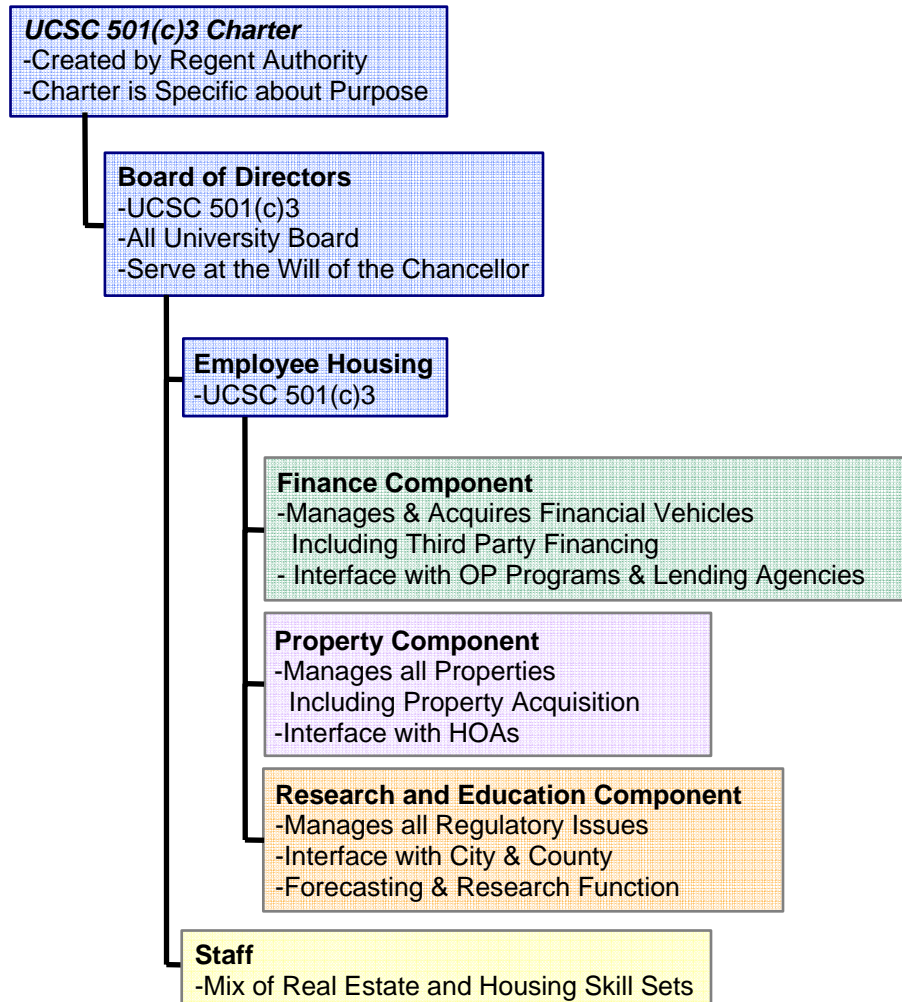 UCSC 501(c)3 Charter
-Created by Regent Authority
-Charter is Specific about Purpose
Board of Directors
-UCSC 501(c)3
-All University Board
-Serve at the Will of the Chancellor
Employee Housing
-UCSC 501(c)3
Finance Component
-Manages & Acquires Financial Vehicles
Including Third Party Financing
- Interface with OP Programs & Lending Agencies
Property Component
-Manages all Properties
Including Property Acquisition
-Interface with HOAs
Research and Education Component
-Manages all Regulatory Issues
-Interface with City & County
-Forecasting & Research Function
Staff
-Mix of Real Estate and Housing Skill Sets